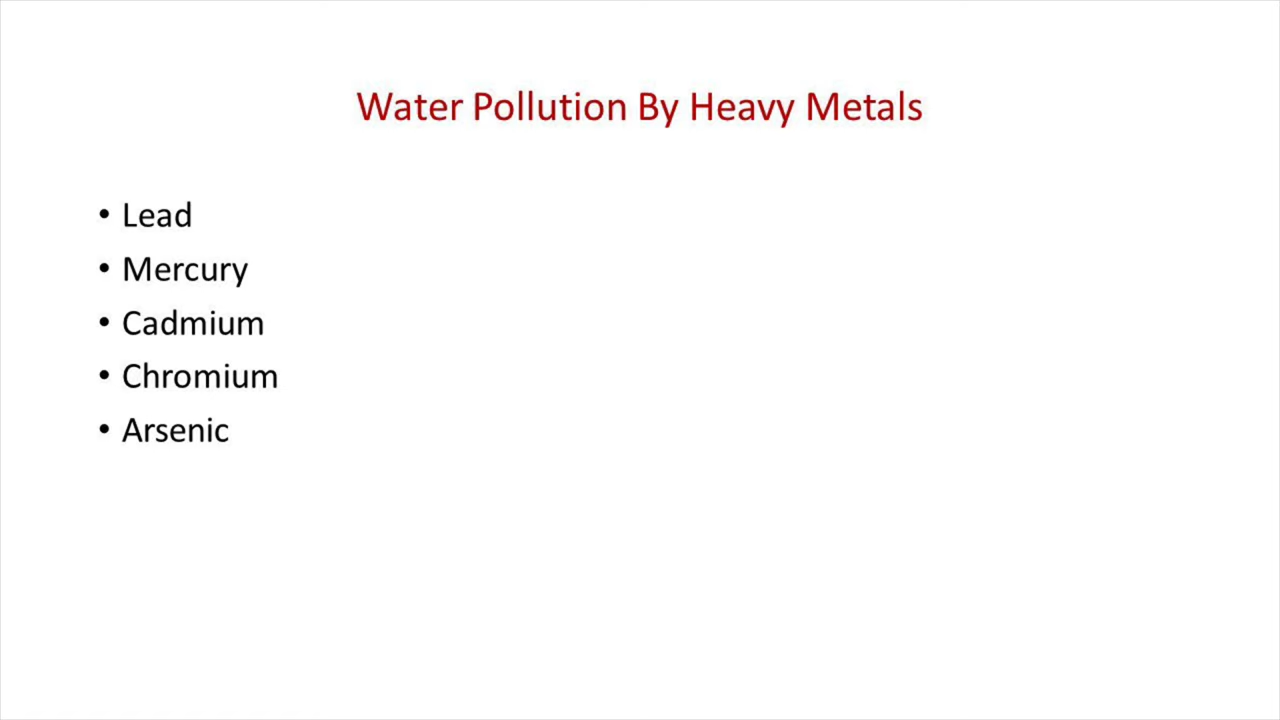 Water Pollution By Heavy Metals
• Lead
• Mercury
• Cadmium
• Chromium
• Arsenic